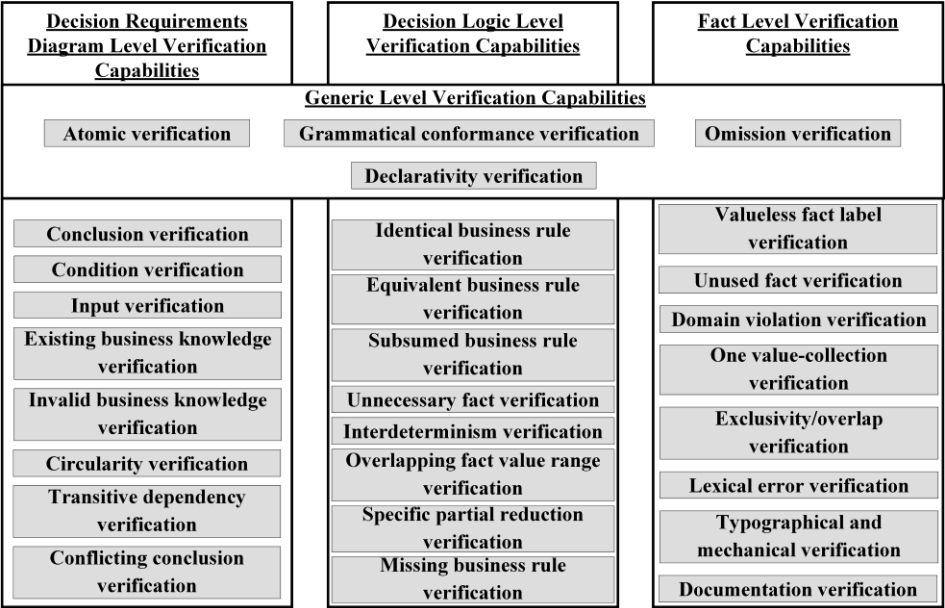 Decision Requirements
Diagram Level Verification
Capabilities
Decision Logic Level
Verification Capabilities
Fact Level Verification
Capabilities
Generic Level Verification Capabilities
Atomic verification
Grammatical conformance verification
Omission verification
Declarativity verification
Conclusion verification
Condition verification
Input verification
Existing business knowledge
verification
Invalid business knowledge
verification
Circularity verification
Transitive dependency
verification
Conflicting conclusion
verification
Identical business rule
verification
Equivalent business rule
verification
Subsumed business rule
verification
Unnecessary fact verification
Interdeterminism verification
Overlapping fact value range
verification
Specific partial reduction
verification
Missing business rule
verification
Valueless fact label
verification
Unused fact verification
Domain violation verification
One value-collection
verification
Exclusivity/overlap
verification
Lexical error verification
Typographical and
mechanical verification
Documentation verification